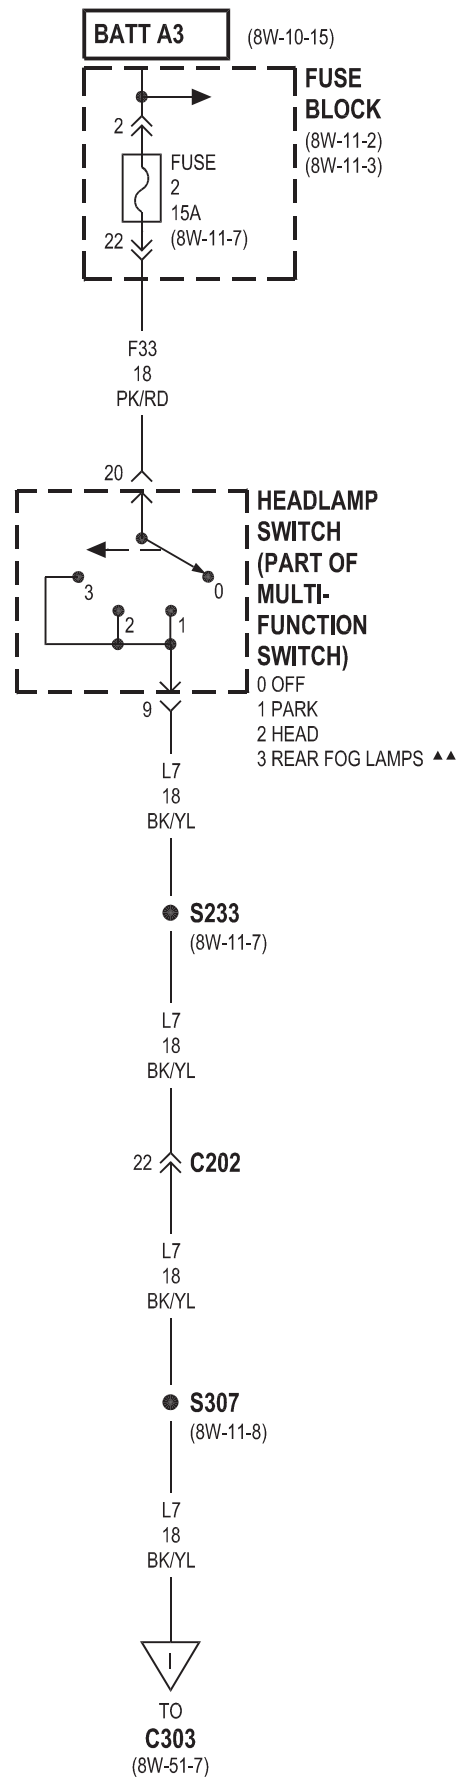 BATT A3
(8W-10-15)
FUSE
BLOCK
(8W-11-2)
(8W-11-3)
2
FUSE
2
15A
(8W-11-7)
22
F33
18
PK/RD
20
HEADLAMP
SWITCH
(PART OF
MULTI-
FUNCTION
SWITCH)
0 OFF
1 PARK
2 HEAD
3 REAR FOG LAMPS ▲▲
3
0
2
1
9
L7
18
BK/YL
S233
(8W-11-7)
L7
18
BK/YL
22
C202
L7
18
BK/YL
S307
(8W-11-8)
L7
18
BK/YL
I
TO
C303
(8W-51-7)